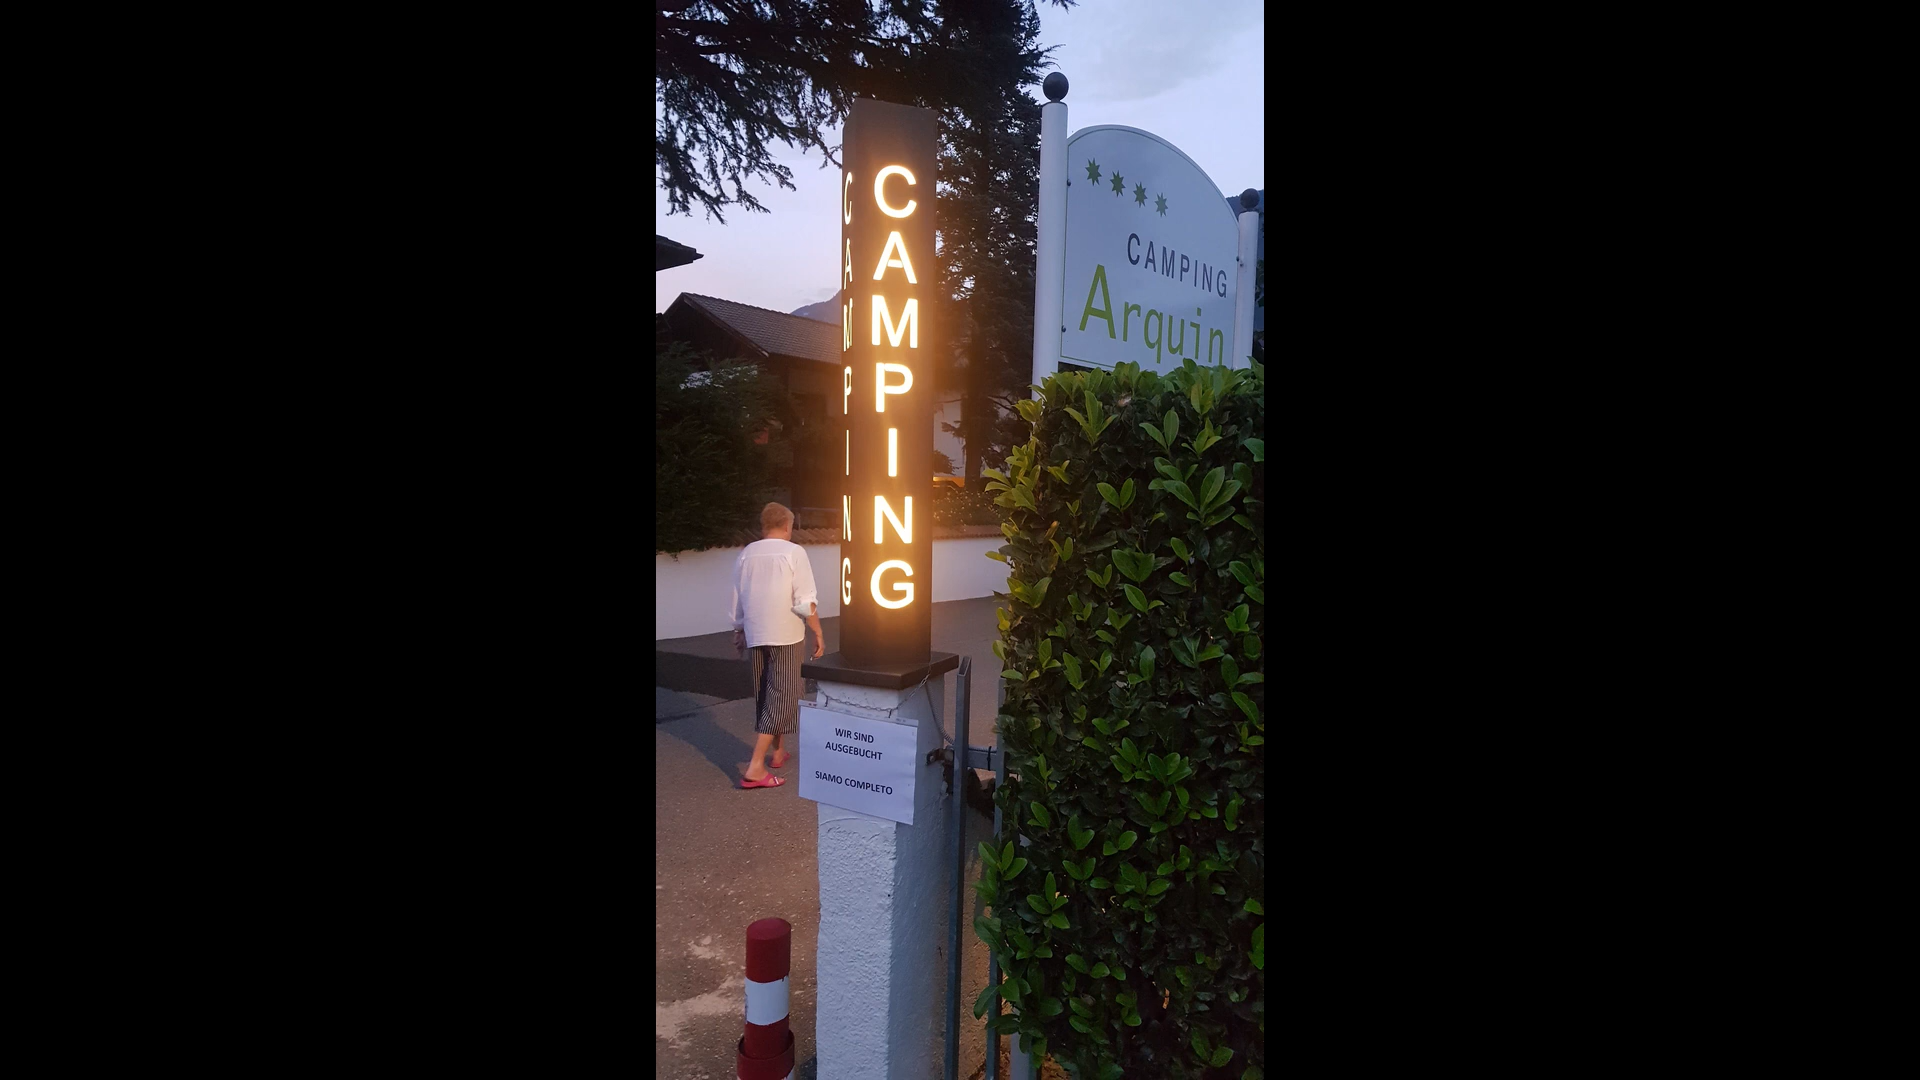 CAMPING
CAMPING
CAMPING
Arquin
WIR SIND
AUSGEBUCHT
SIAMO COMPLETO